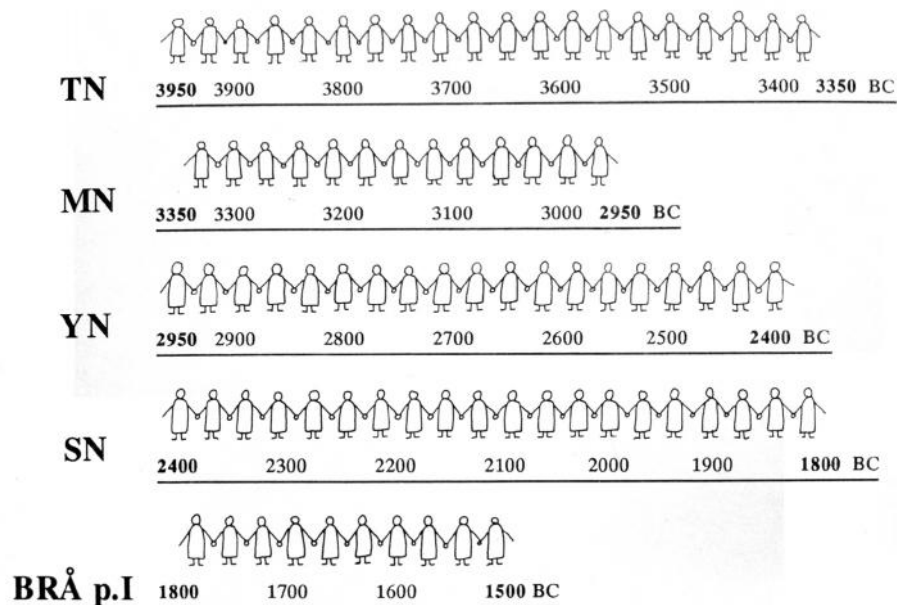 TN
3950 3900 3800 3700 3600 3500 3400 3350 BC
MN
3350 3300 3200 3100 3000 2950 BC
YN
2950 2900 2800 2700 2600 2500 2400 BC
SN
2400 2300 2200 2100 2000 1900 1800 BC
BRÅ p.I
1800 1700 1600 1500 BC